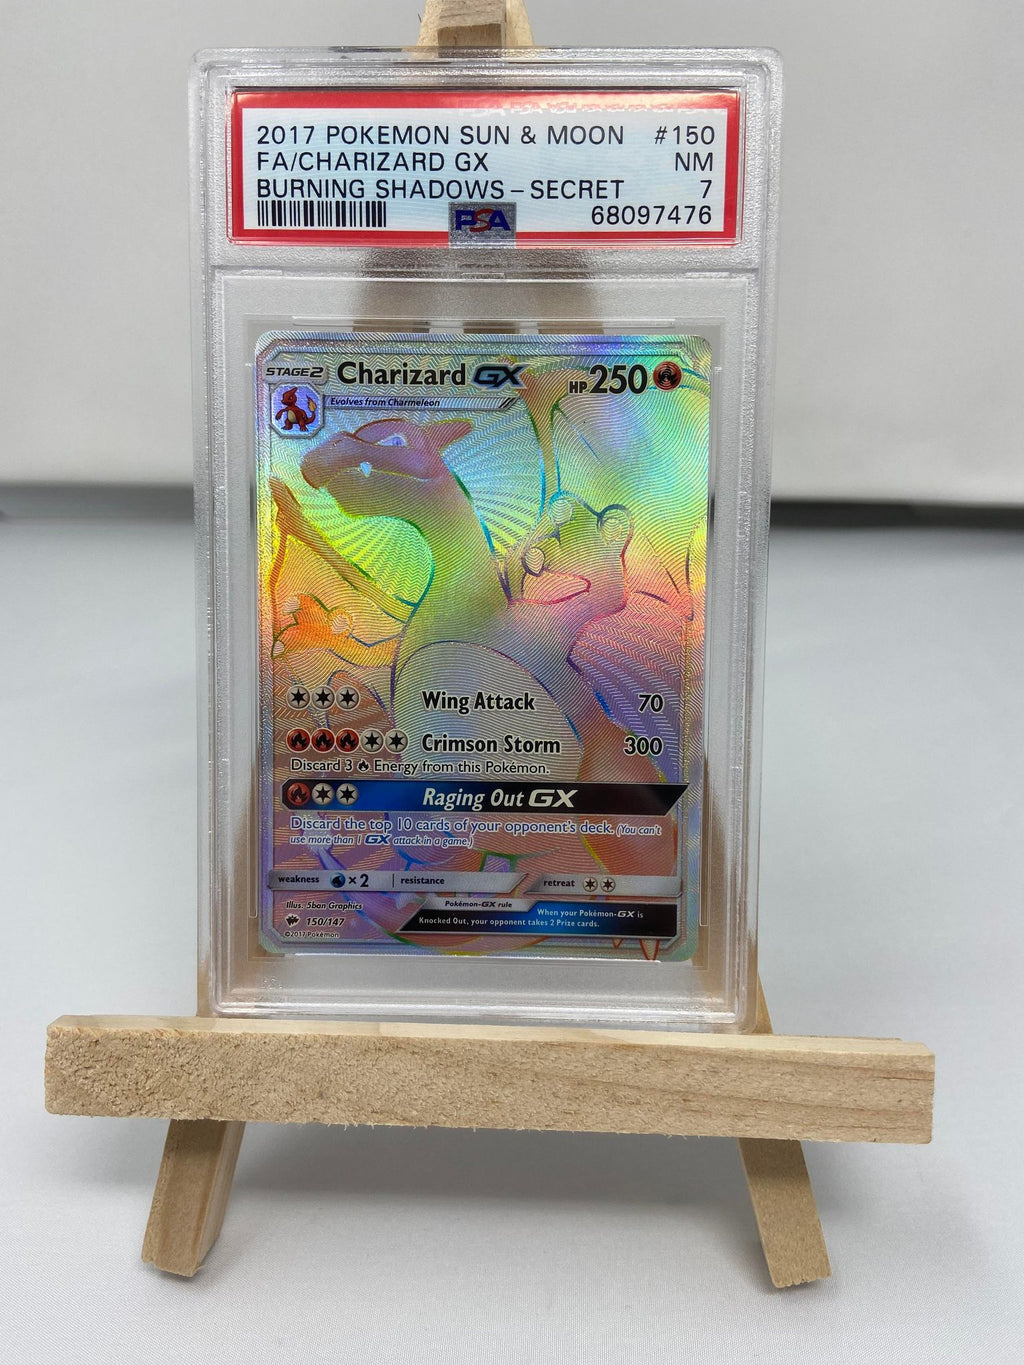 2017 POKEMON SUN & MOON #150
FA/CHARIZARD GX NM
BURNING SHADOWS - SECRET 7
PSA 68097476
STAGE2 Charizard GX HP250
Evolves from Charmeleon
Wing Attack 70
Crimson Storm 300
Discard 3 Energy from this Pokémon.
Raging Out GX
Discard the top 10 cards of your opponent's deck. (You can't
use more than 1 GX attack in a game.)
weakness ×2 resistance retreat
Illus. 5ban Graphics
150/147
©2017 Pokémon
Pokémon-GX rule
When your Pokémon-GX is
Knocked Out, your opponent takes 2 Prize cards.